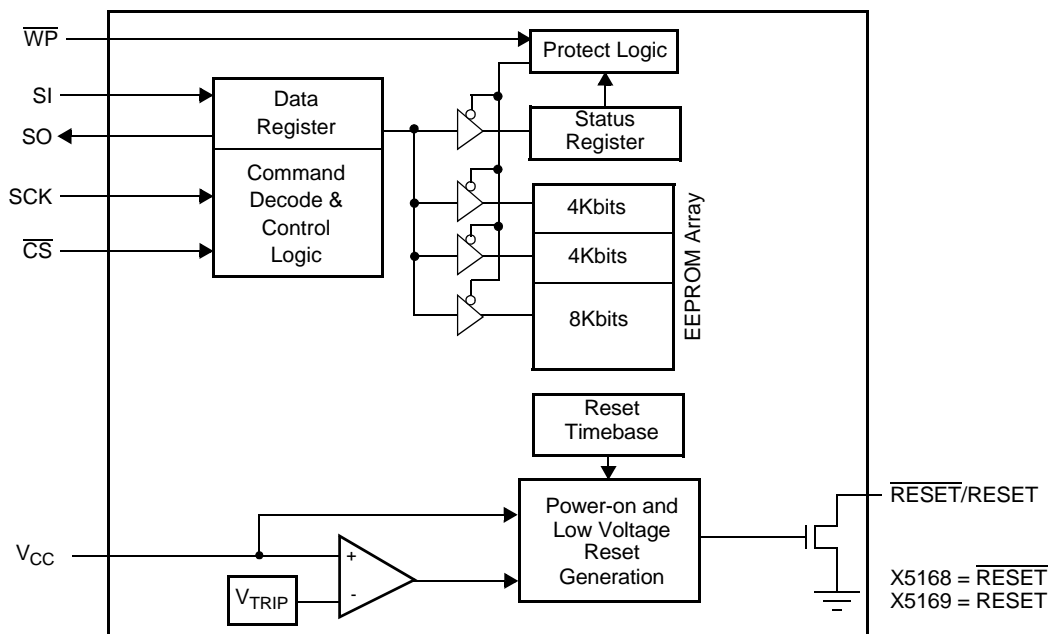 WP
Protect Logic
SI
Data
Register
SO
Status
Register
SCK
Command
Decode &
Control
Logic
CS
4Kbits
4Kbits
8Kbits
EEPROM Array
Reset
Timebase
Power-on and
Low Voltage
Reset
Generation
RESET/RESET
VCC
+
-
VTRIP
X5168 = RESET
X5169 = RESET